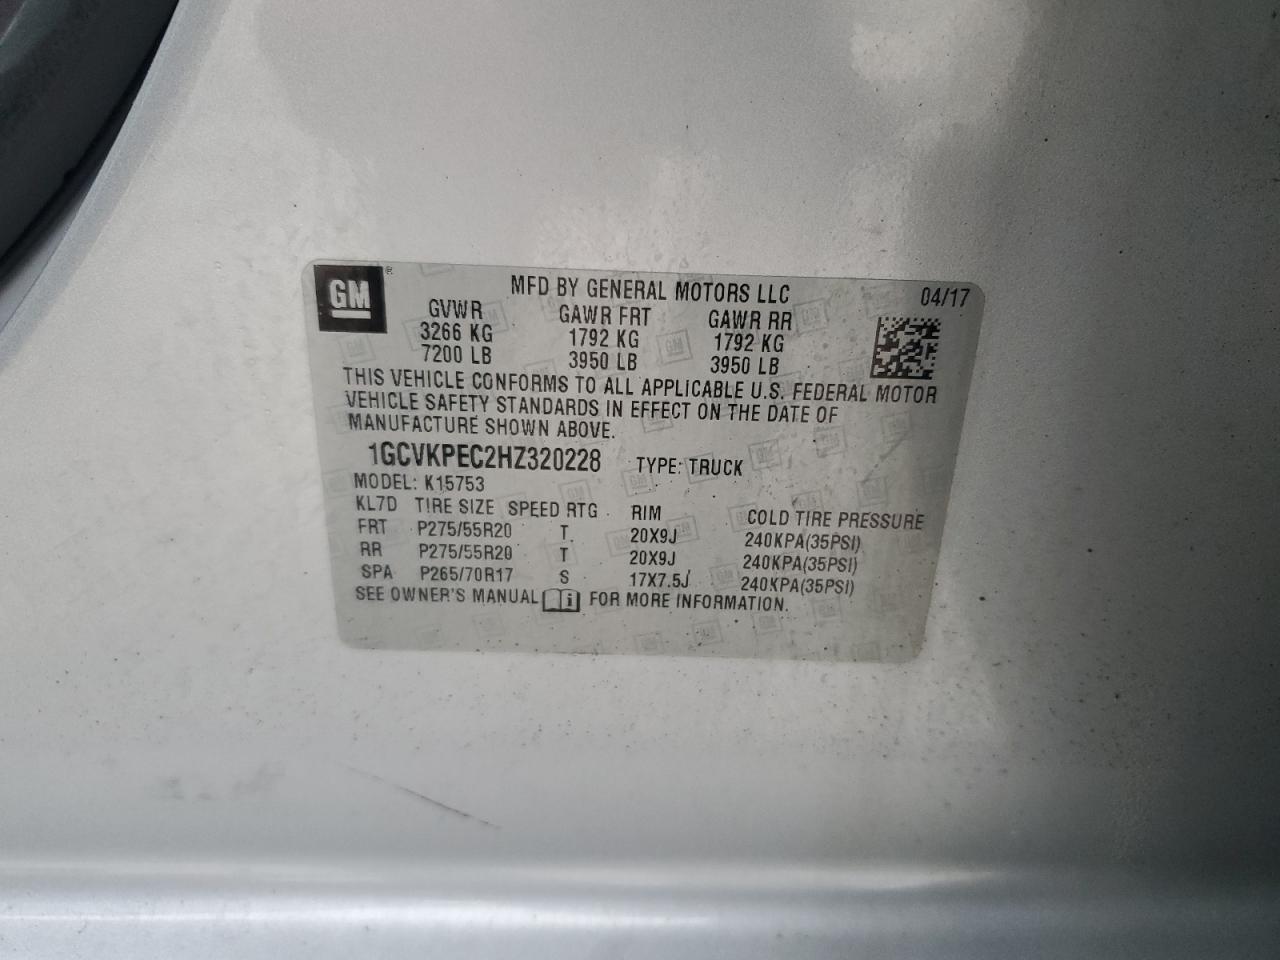 GM ®
MFD BY GENERAL MOTORS LLC 04/17
GVWR GAWR FRT GAWR RR
3266 KG 1792 KG 1792 KG
7200 LB 3950 LB 3950 LB
THIS VEHICLE CONFORMS TO ALL APPLICABLE U.S. FEDERAL MOTOR
VEHICLE SAFETY STANDARDS IN EFFECT ON THE DATE OF
MANUFACTURE SHOWN ABOVE.
1GCVKPEC2HZ320228 TYPE: TRUCK
MODEL: K15753
KL7D TIRE SIZE SPEED RTG RIM COLD TIRE PRESSURE
FRT P275/55R20 T 20X9J 240KPA(35PSI)
RR P275/55R20 T 20X9J 240KPA(35PSI)
SPA P265/70R17 S 17X7.5J 240KPA(35PSI)
SEE OWNER'S MANUAL i FOR MORE INFORMATION.